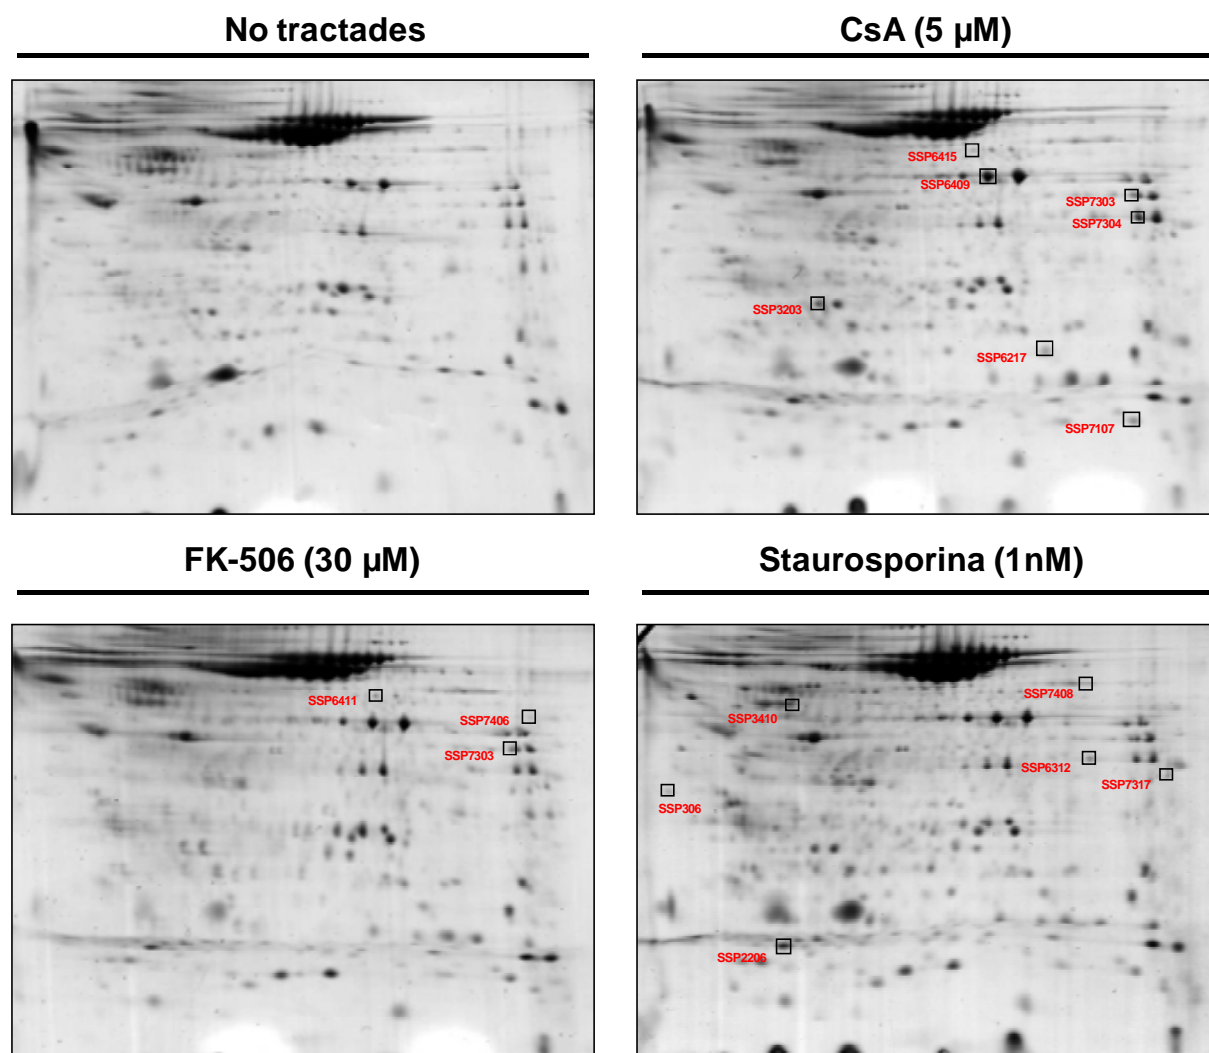 No tractades
CsA (5 µM)
SSP6415
SSP6409
SSP7303
SSP7304
SSP3203
SSP6217
SSP7107
FK-506 (30 µM)
Staurosporina (1nM)
SSP6411
SSP7406
SSP7303
SSP7408
SSP3410
SSP6312
SSP7317
SSP306
SSP2206